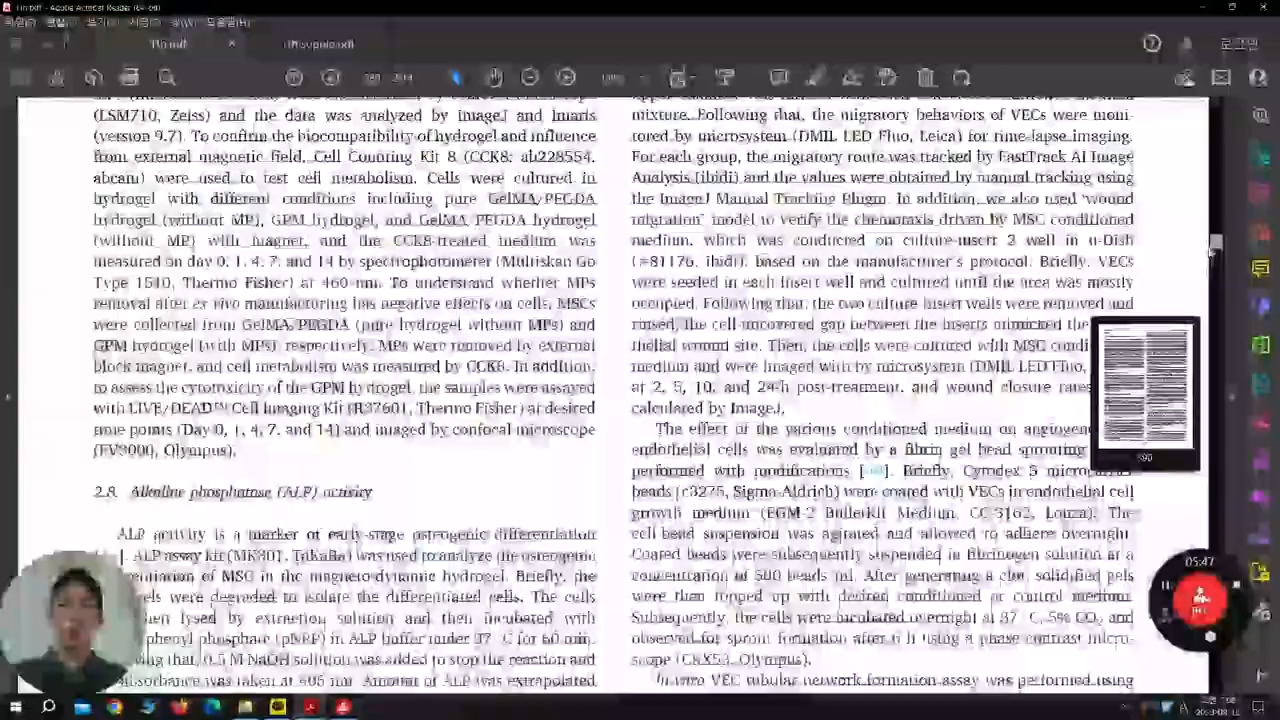 (LSM710, Zeiss) and the data was analyzed by ImageJ and Imaris
(version 9.7). To confirm the biocompatibility of hydrogel and influence
from external magnetic field, Cell Counting Kit 8 (CCK8: ab228554,
abcam) were used to test cell metabolism. Cells were cultured in
hydrogel with different conditions including pure GelMA/PEGDA
hydrogel (without MP), GPM hydrogel, and GelMA PEGDA hydrogel
(without MP) with magnet, and the CCK8-treated medium was
measured on day 0, 1, 4, 7, and 14 by spectrophotometer (Multiskan Go
Type 1510, Thermo Fisher) at 460 nm. To understand whether MPs
removal after ex vivo manufacturing has negative effects on cells, MSCs
were collected from GelMA/PEGDA (pure hydrogel without MPs) and
GPM hydrogel (with MPs) respectively. MPs were removed by external
block magnet, and cell metabolism was measured by CCK8. In addition,
to assess the cytotoxicity of the GPM hydrogel, the samples were assayed
with LIVE/DEAD™ Cell Imaging Kit (R37601, Thermo Fisher) at desired
time points (Day 0, 1, 4, 7, and 14) and imaged by confocal microscope
(FV3000, Olympus).
2.8. Alkaline phosphatase (ALP) activity
ALP activity is a marker of early-stage osteogenic differentiation
]. ALP assay kit (MK301, TaKaRa) was used to analyze the osteogenic
of MSC in the magneto-dynamic hydrogel. Briefly, the
were degraded to isolate the differentiated cells. The cells
lysed by extraction solution and then incubated with
phosphate (pNPP) in ALP buffer under 37 °C for 60 min.
that, 0.5 M NaOH solution was added to stop the reaction and
was taken at 405 nm. Amount of ALP was extrapolated
mixture. Following that, the migratory behaviors of VECs were moni-
tored by microsystem (DMIL LED Fluo, Leica) for time-lapse imaging.
For each group, the migratory route was tracked by FastTrack AI Image
Analysis (ibidi) and the values were obtained by manual tracking using
the ImageJ Manual Tracking Plugin. In addition, we also used 'wound
migration' model to verify the chemotaxis driven by MSC conditioned
medium, which was conducted on culture-insert 2 well in μ-Dish
(#81176, ibidi), based on the manufacturer's protocol. Briefly, VECs
were seeded in each insert well and cultured until the area was mostly
occupied. Following that, the two culture insert wells were removed and
rinsed, the cell-uncovered gap between the inserts mimicked the
thelial wound site. Then, the cells were cultured with MSC condi
medium and were imaged with by microsystem (DMIL LED Fluo,
at 2, 5, 10, and 24 h post-treatment, and wound closure rates
calculated by ImageJ.
The effect of the various conditioned medium on angiogen
endothelial cells was evaluated by a fibrin gel bead sprouting
performed with modifications [ ]. Briefly, Cytodex 3 micro
beads (c3275, Sigma-Aldrich) were coated with VECs in endothelial cell
growth medium (EGM-2 BulletKit Medium, CC-3162, Lonza). The
cell bead suspension was agitated and allowed to adhere overnight.
Coated beads were subsequently suspended in fibrinogen solution at a
concentration of 500 beads/ml. After generating a clot, solidified gels
were then topped up with desired conditioned or control medium.
Subsequently, the cells were incubated overnight at 37 °C, 5% CO₂ and
observed for sprout formation after 6 h using a phase contrast micro-
scope (CKX53, Olympus).
In vitro VEC tubular network formation assay was performed using
590
05:47